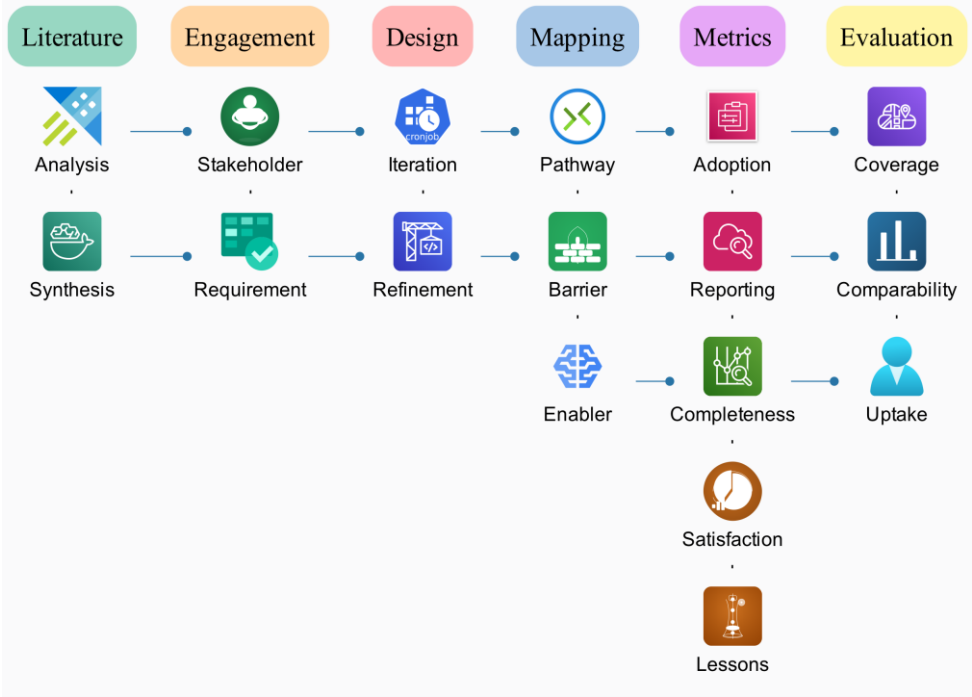 Literature Engagement Design Mapping Metrics Evaluation
cronjob
Analysis Stakeholder Iteration Pathway Adoption Coverage
Synthesis Requirement Refinement Barrier Reporting Comparability
Enabler Completeness Uptake
Satisfaction
Lessons